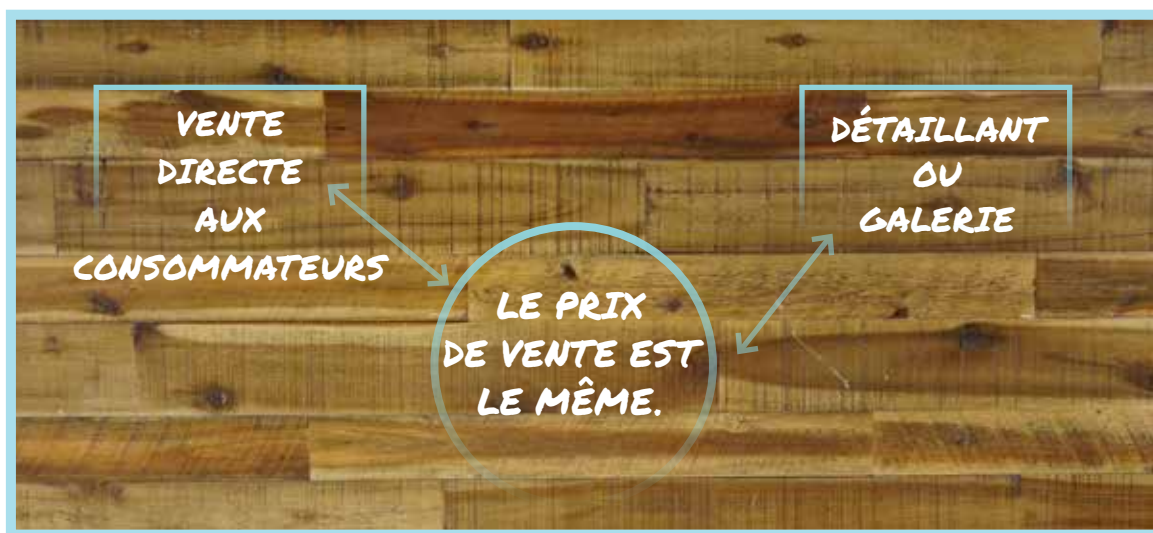 VENTE
DIRECTE
AUX
CONSOMMATEURS
DÉTAILLANT
OU
GALERIE
LE PRIX
DE VENTE EST
LE MÊME.